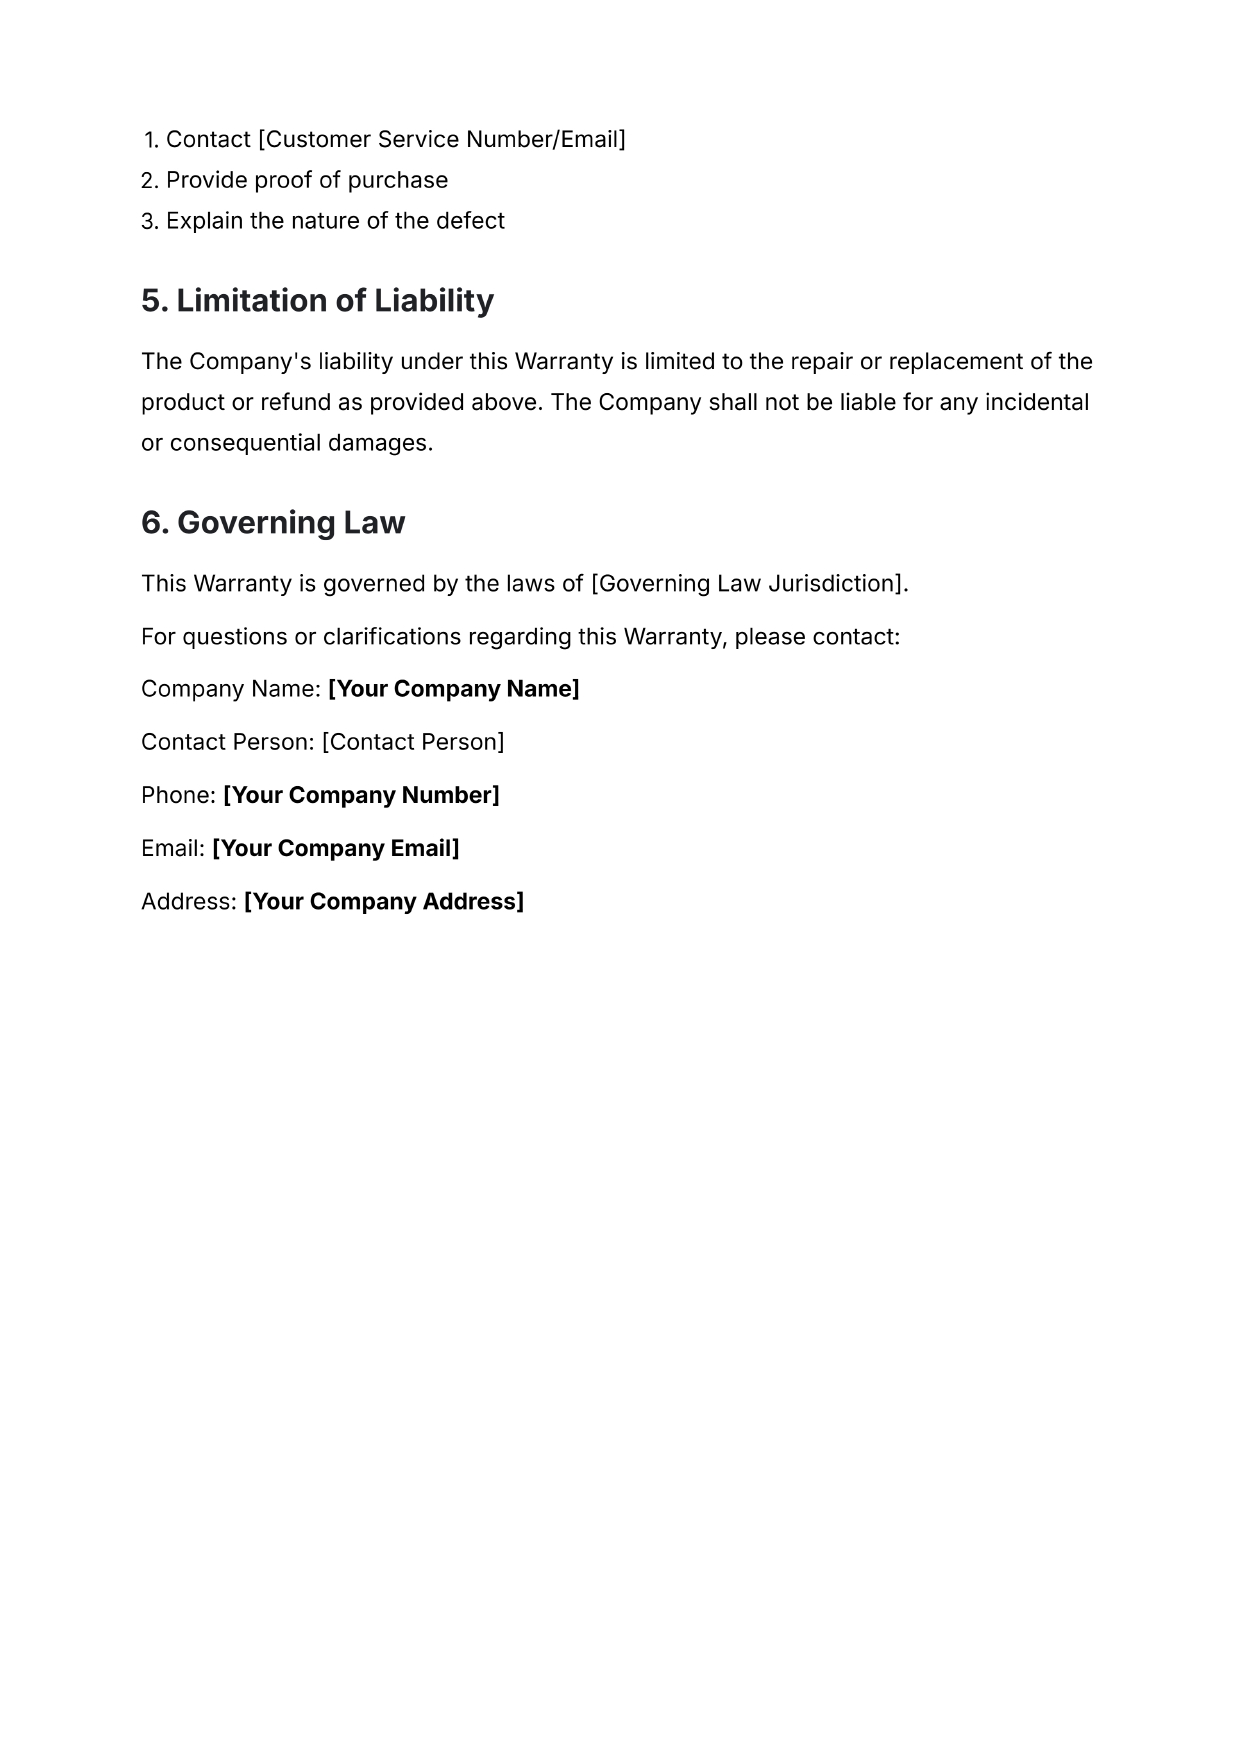 1. Contact [Customer Service Number/Email]
2. Provide proof of purchase
3. Explain the nature of the defect
5. Limitation of Liability
The Company's liability under this Warranty is limited to the repair or replacement of the
product or refund as provided above. The Company shall not be liable for any incidental
or consequential damages.
6. Governing Law
This Warranty is governed by the laws of [Governing Law Jurisdiction].
For questions or clarifications regarding this Warranty, please contact:
Company Name: [Your Company Name]
Contact Person: [Contact Person]
Phone: [Your Company Number]
Email: [Your Company Email]
Address: [Your Company Address]